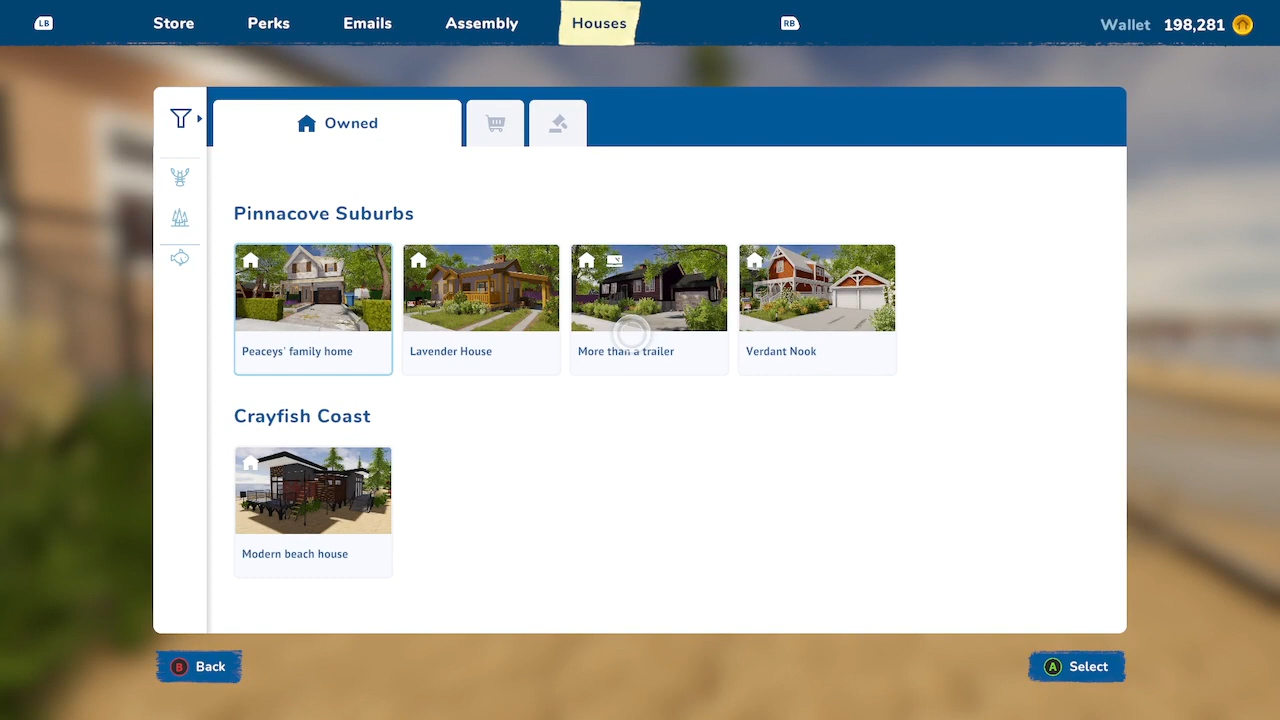 LB
Store
Perks
Emails
Assembly
Houses
RB
Wallet 198,281
Owned
Pinnacove Suburbs
Peaceys' family home
Lavender House
More than a trailer
Verdant Nook
Crayfish Coast
Modern beach house
B Back
A Select